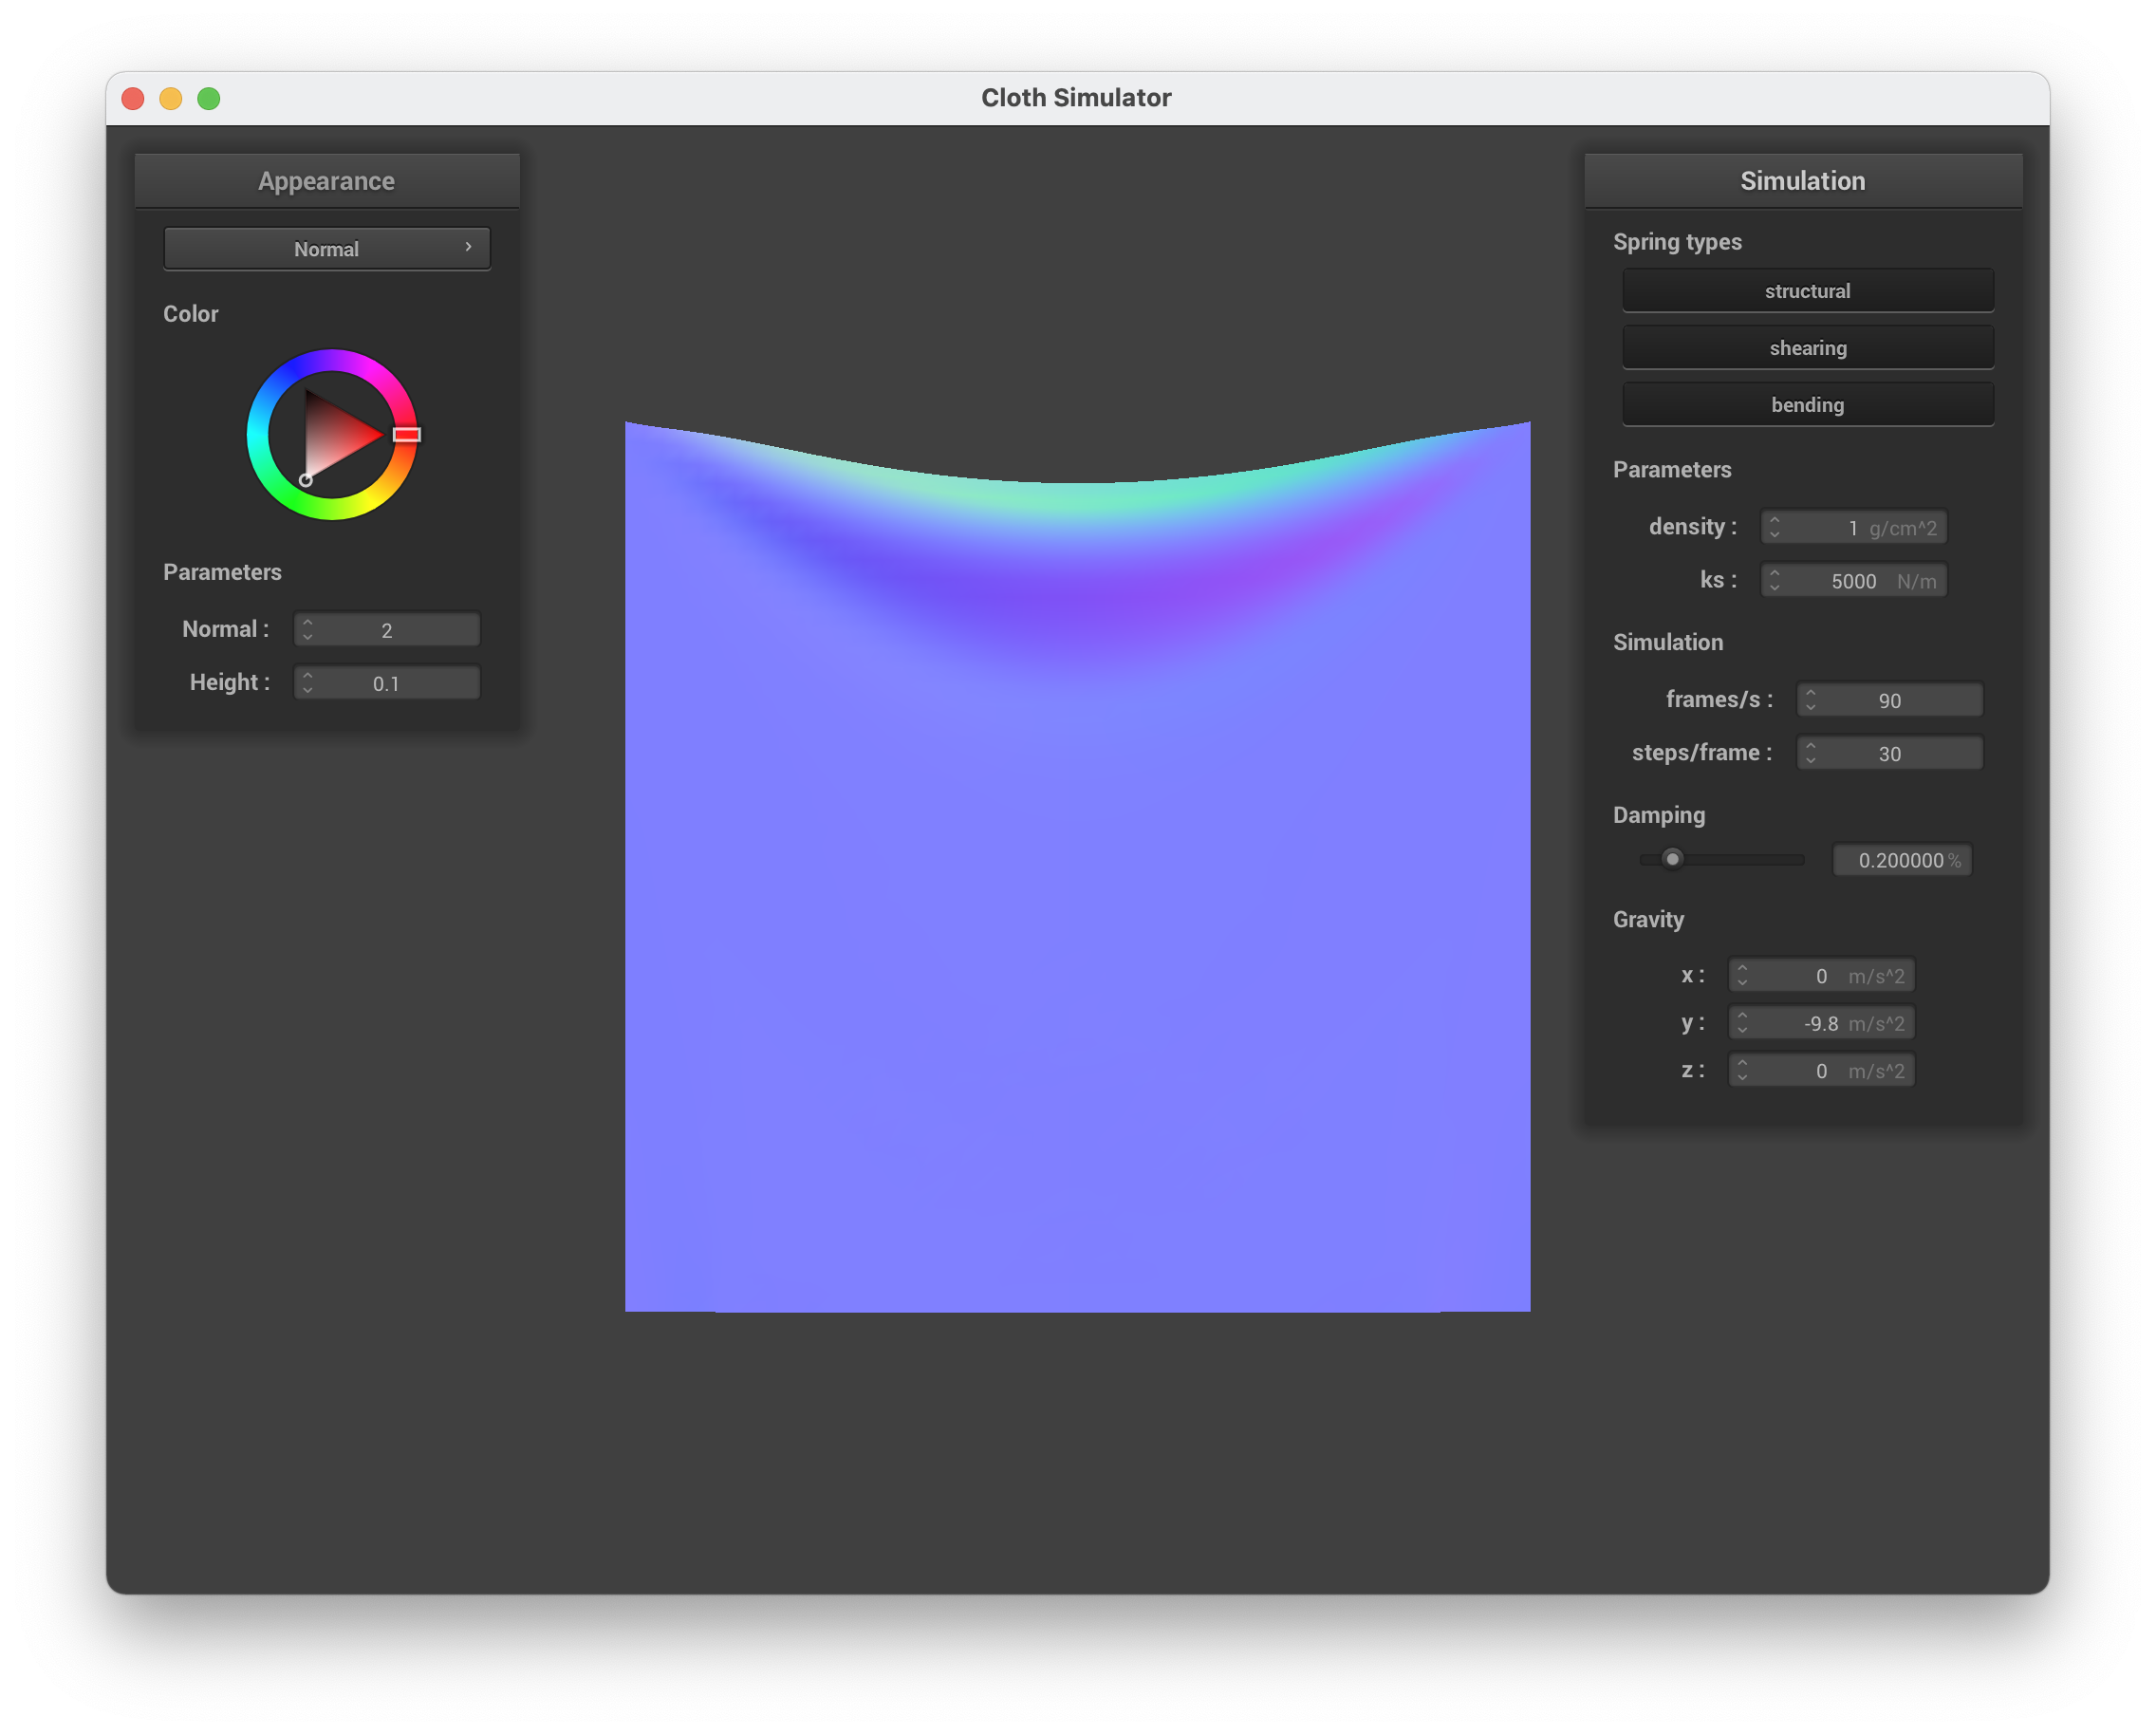 Cloth Simulator
Appearance
Normal
Color
Parameters
Normal : 2
Height : 0.1
Simulation
Spring types
structural
shearing
bending
Parameters
density : 1 g/cm^2
ks : 5000 N/m
Simulation
frames/s : 90
steps/frame : 30
Damping
0.200000 %
Gravity
x : 0 m/s^2
y : -9.8 m/s^2
z : 0 m/s^2